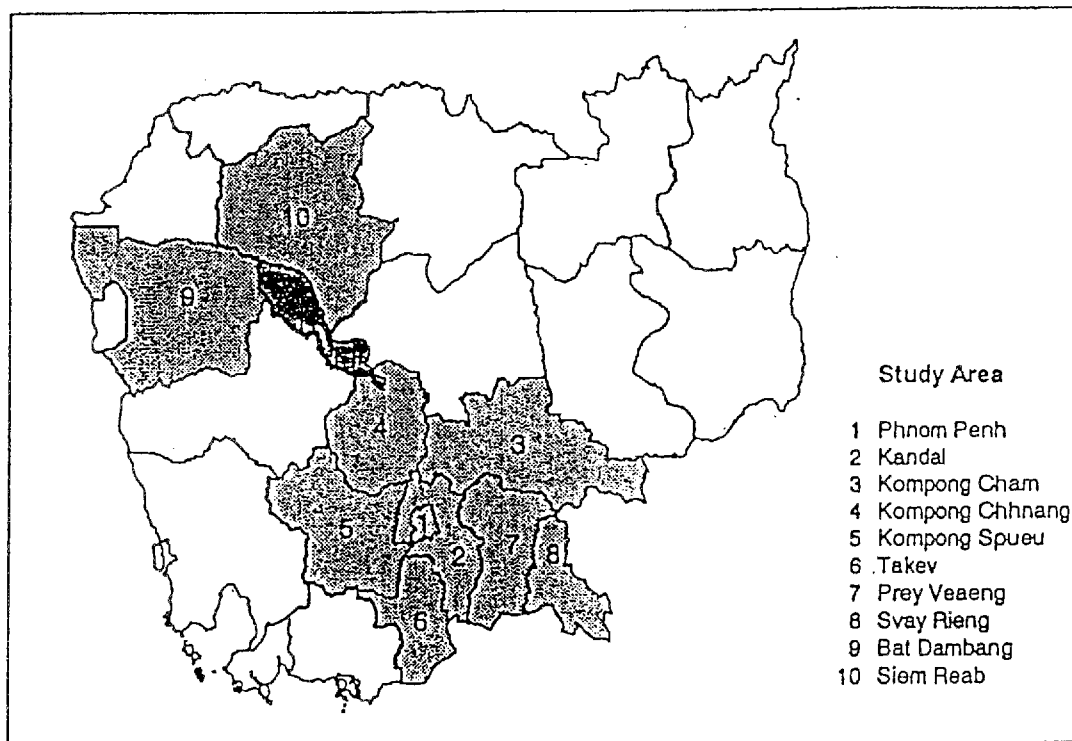 10
9
4
3
5
1
2
7
8
6
Study Area
1 Phnom Penh
2 Kandal
3 Kompong Cham
4 Kompong Chhnang
5 Kompong Spueu
6 .Takev
7 Prey Veaeng
8 Svay Rieng
9 Bat Dambang
10 Siem Reab